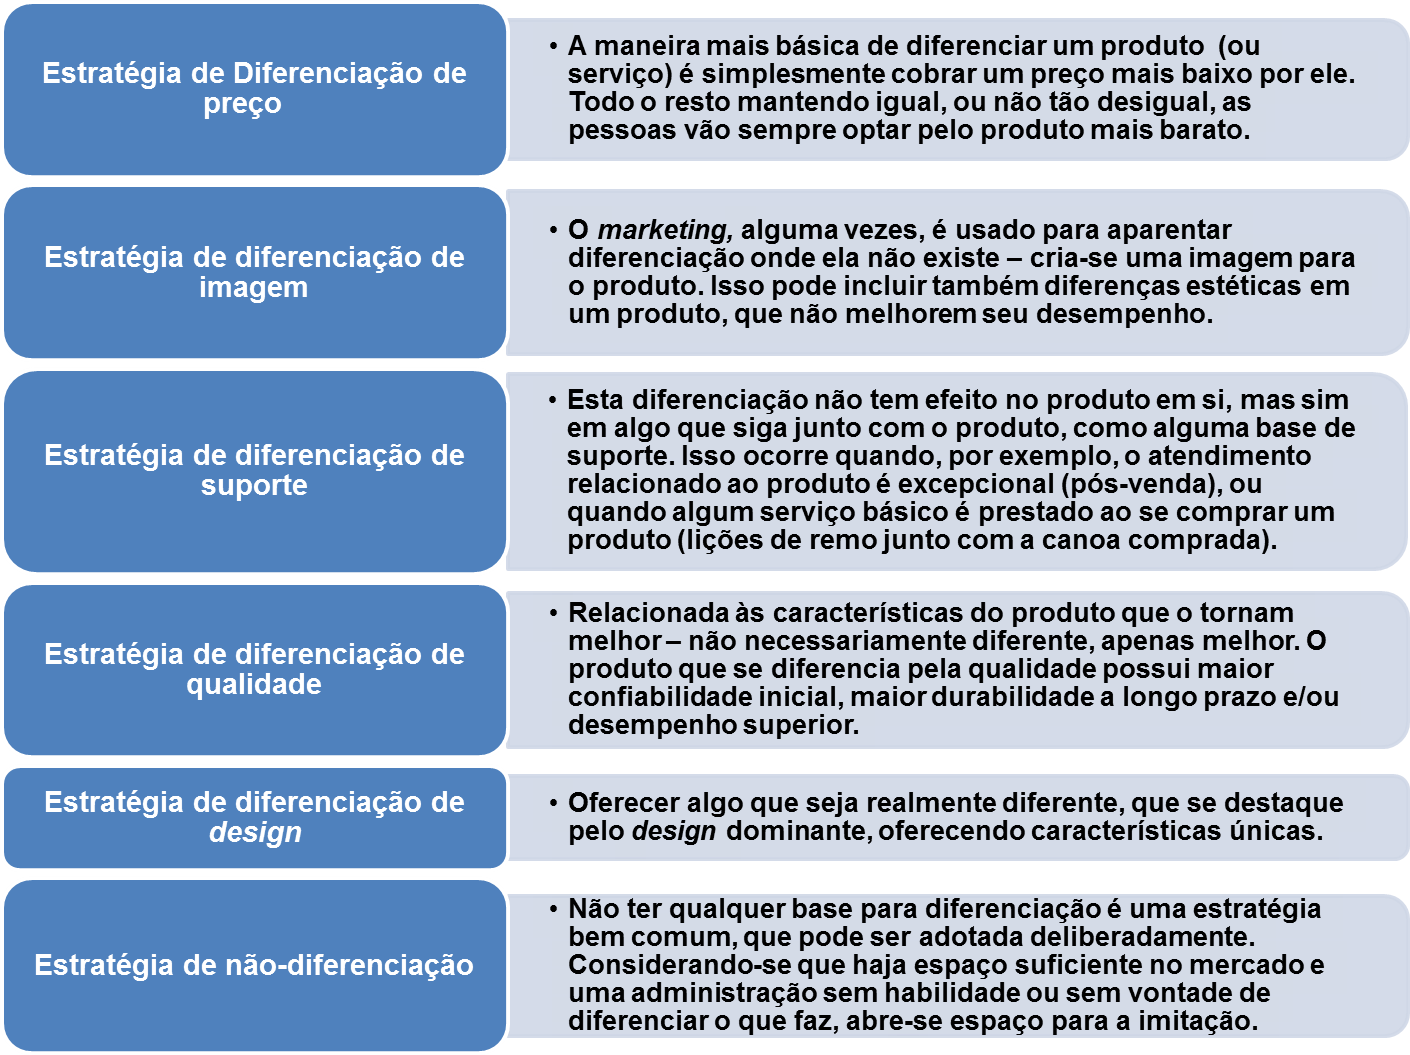 Estratégia de Diferenciação de
preço
• A maneira mais básica de diferenciar um produto (ou
serviço) é simplesmente cobrar um preço mais baixo por ele.
Todo o resto mantendo igual, ou não tão desigual, as
pessoas vão sempre optar pelo produto mais barato.
Estratégia de diferenciação de
imagem
• O marketing, alguma vezes, é usado para aparentar
diferenciação onde ela não existe – cria-se uma imagem para
o produto. Isso pode incluir também diferenças estéticas em
um produto, que não melhorem seu desempenho.
Estratégia de diferenciação de
suporte
• Esta diferenciação não tem efeito no produto em si, mas sim
em algo que siga junto com o produto, como alguma base de
suporte. Isso ocorre quando, por exemplo, o atendimento
relacionado ao produto é excepcional (pós-venda), ou
quando algum serviço básico é prestado ao se comprar um
produto (lições de remo junto com a canoa comprada).
Estratégia de diferenciação de
qualidade
• Relacionada às características do produto que o tornam
melhor – não necessariamente diferente, apenas melhor. O
produto que se diferencia pela qualidade possui maior
confiabilidade inicial, maior durabilidade a longo prazo e/ou
desempenho superior.
Estratégia de diferenciação de
design
• Oferecer algo que seja realmente diferente, que se destaque
pelo design dominante, oferecendo características únicas.
Estratégia de não-diferenciação
• Não ter qualquer base para diferenciação é uma estratégia
bem comum, que pode ser adotada deliberadamente.
Considerando-se que haja espaço suficiente no mercado e
uma administração sem habilidade ou sem vontade de
diferenciar o que faz, abre-se espaço para a imitação.